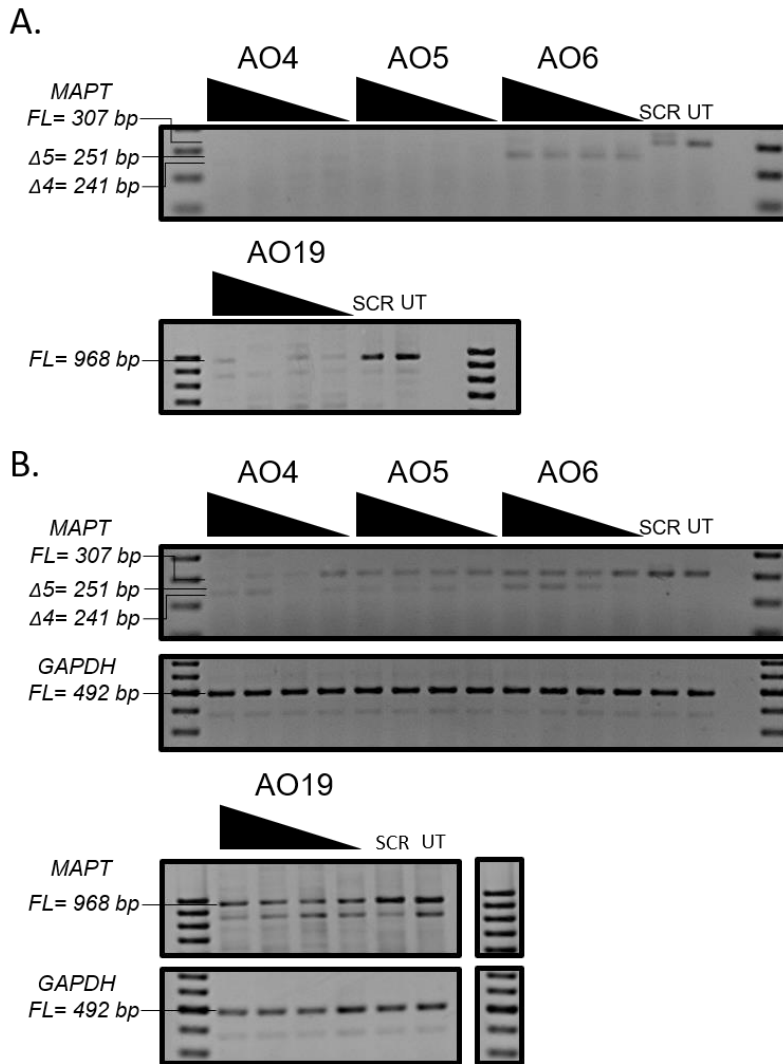 A.
AO4 AO5 AO6
MAPT
SCR UT
FL= 307 bp
Δ5= 251 bp
Δ4= 241 bp
AO19
SCR UT
FL= 968 bp
B.
AO4 AO5 AO6
MAPT
SCR UT
FL= 307 bp
Δ5= 251 bp
Δ4= 241 bp
GAPDH
FL= 492 bp
AO19
MAPT
SCR UT
FL= 968 bp
GAPDH
FL= 492 bp